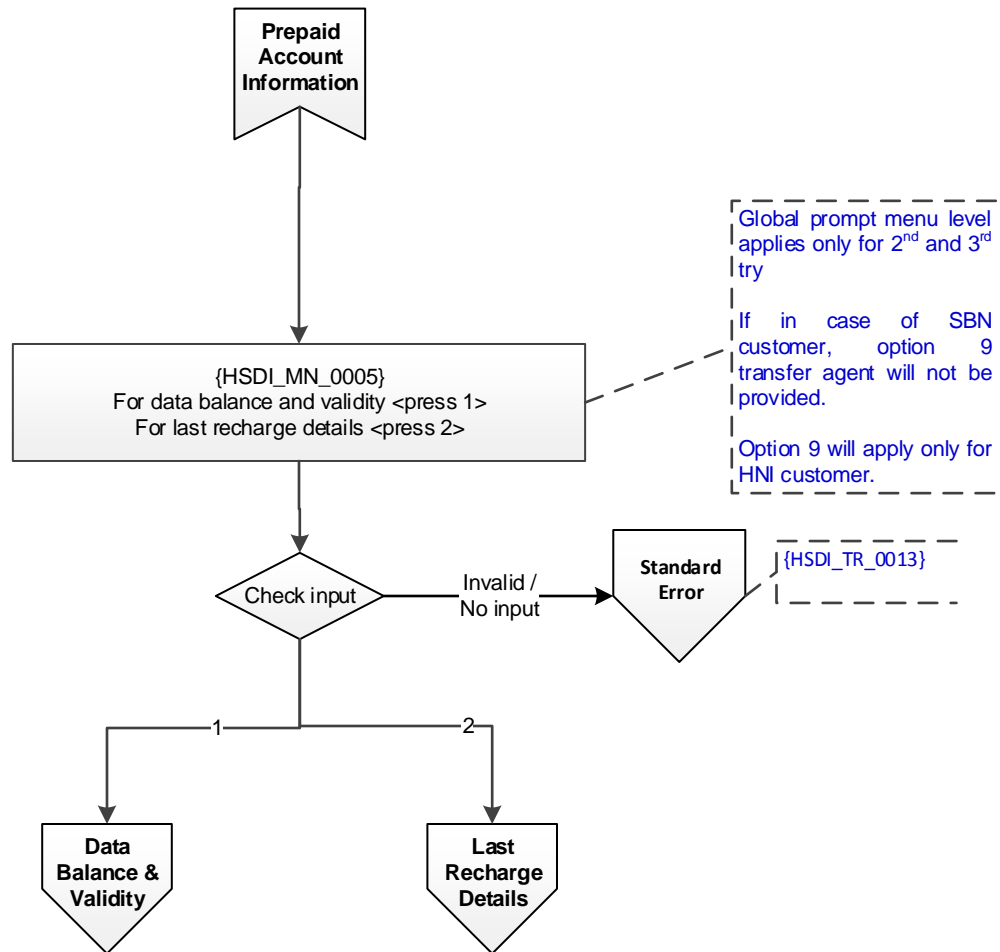 Prepaid
Account
Information
Global prompt menu level
applies only for 2nd and 3rd
try
If in case of SBN
customer, option 9
transfer agent will not be
provided.
Option 9 will apply only for
HNI customer.
{HSDI_MN_0005}
For data balance and validity <press 1>
For last recharge details <press 2>
Check input
Invalid /
No input
Standard
Error
{HSDI_TR_0013}
1
2
Data
Balance &
Validity
Last
Recharge
Details